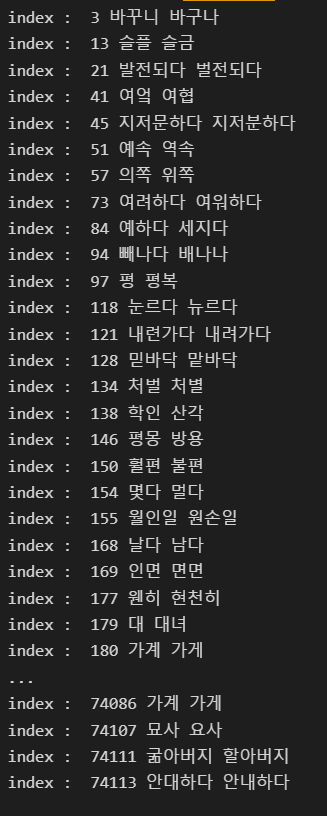 index :  3 바꾸니 바구나
index :  13 슬플 슬금
index :  21 발전되다 벌전되다
index :  41 여엌 여협
index :  45 지저문하다 지저분하다
index :  51 예속 역속
index :  57 의쪽 위쪽
index :  73 여려하다 여워하다
index :  84 예하다 세지다
index :  94 빼나다 배나나
index :  97 평 평복
index :  118 눈르다 뉴르다
index :  121 내련가다 내려가다
index :  128 믿바닥 맡바닥
index :  134 처벌 처별
index :  138 학인 산각
index :  146 평몽 방용
index :  150 휠편 불편
index :  154 몇다 멀다
index :  155 월인일 원손일
index :  168 날다 남다
index :  169 인면 면면
index :  177 웬히 현천히
index :  179 대 대녀
index :  180 가계 가게
...
index :  74086 가계 가게
index :  74107 묘사 요사
index :  74111 굶아버지 할아버지
index :  74113 안대하다 안내하다